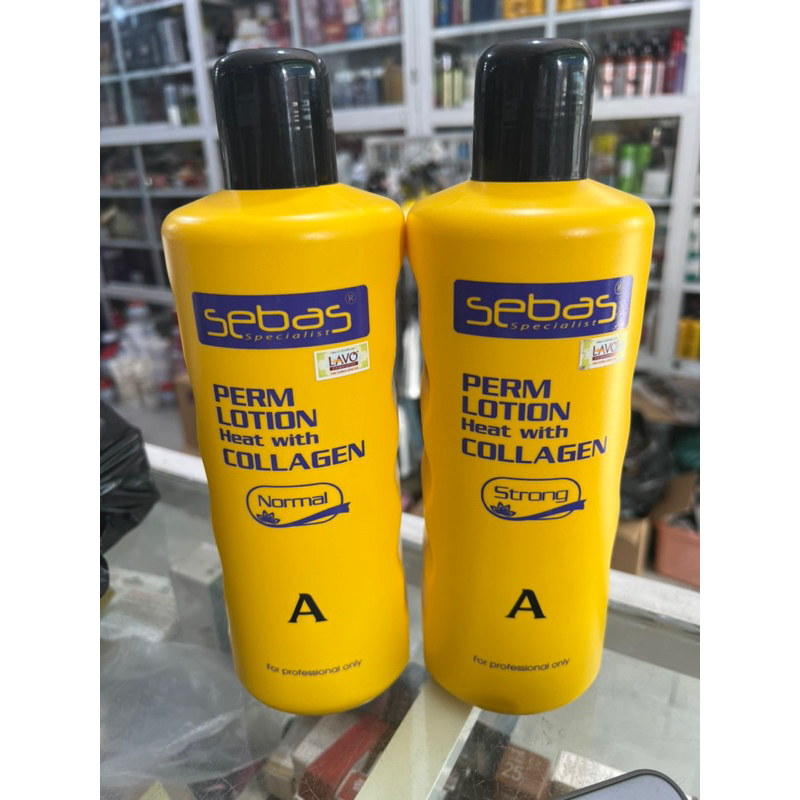 sebas®
Specialist
LAVO
PERM
LOTION
Heat with
COLLAGEN
Normal
A
For professional only
sebas®
Specialist
LAVO
PERM
LOTION
Heat with
COLLAGEN
Strong
A
For professional only
25